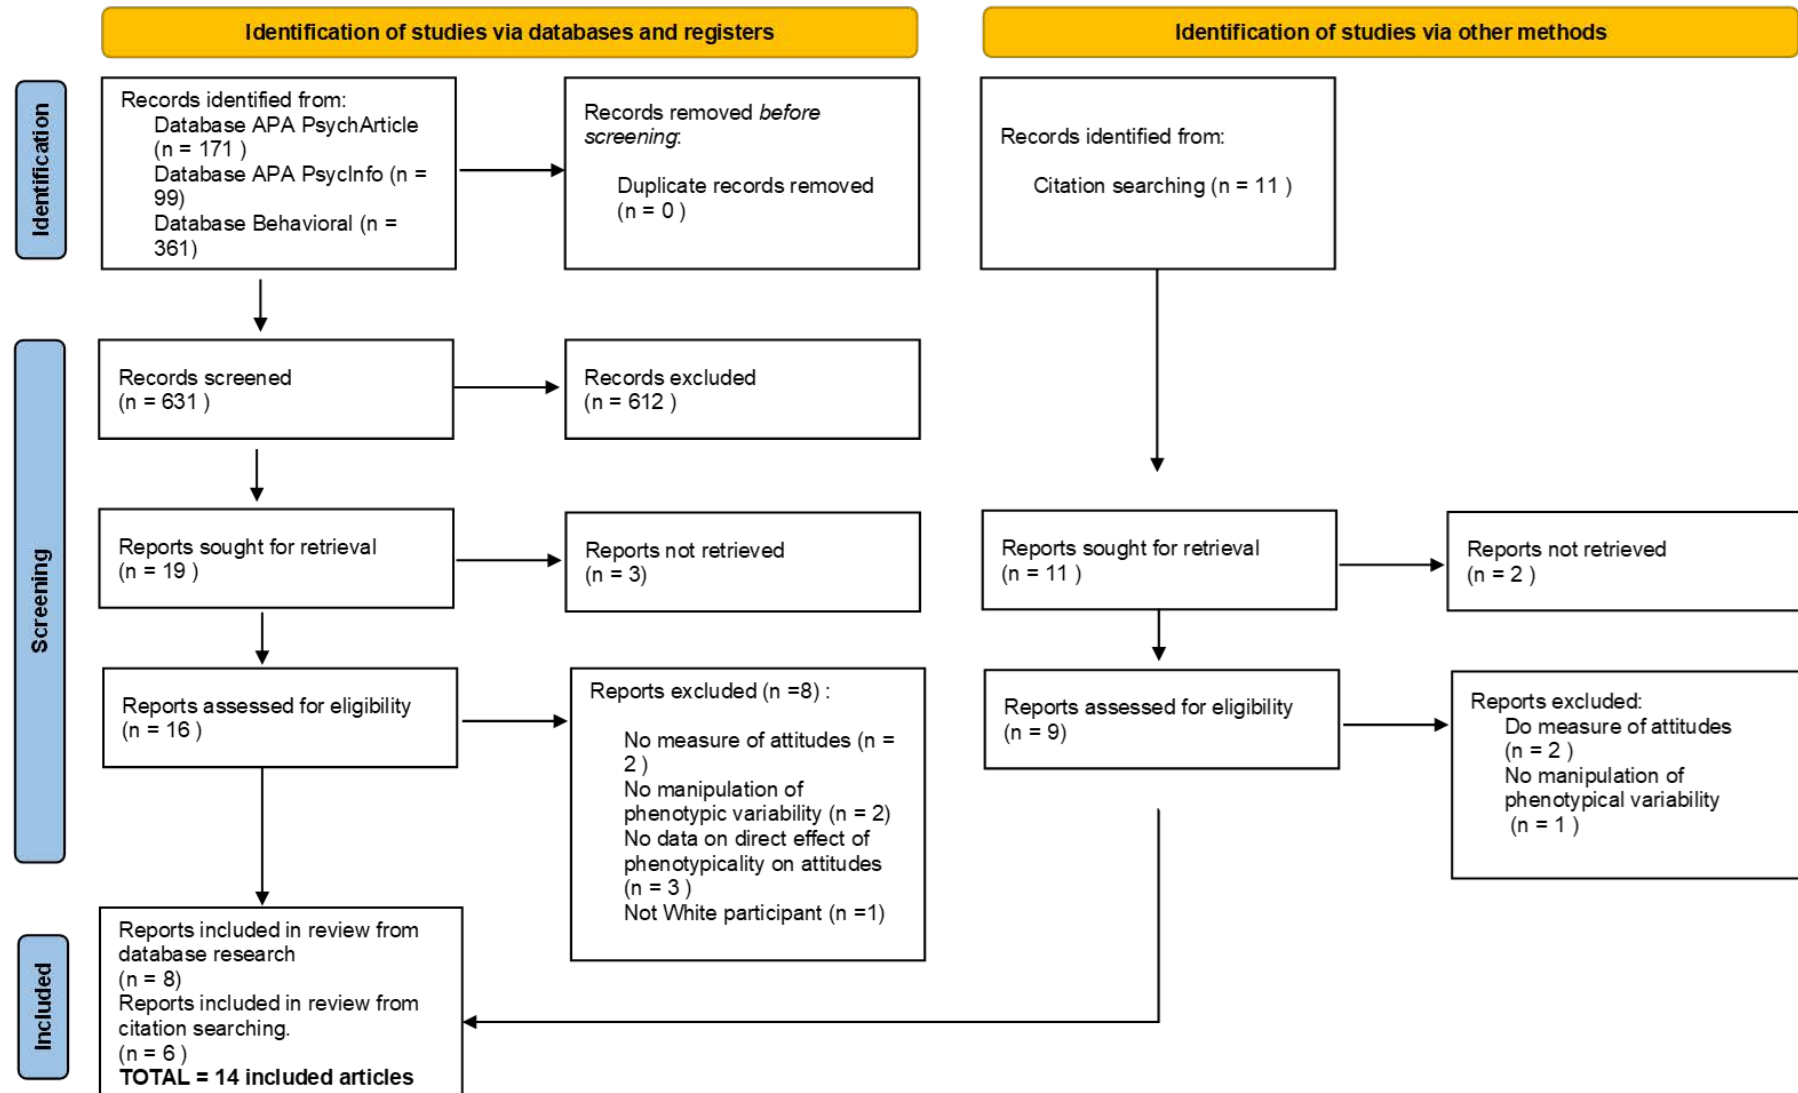 Identification of studies via databases and registers
Identification of studies via other methods
Identification
Records identified from:
Database APA PsychArticle
(n = 171 )
Database APA PsycInfo (n =
99)
Database Behavioral (n =
361)
Records removed before
screening:
Duplicate records removed
(n = 0 )
Records identified from:
Citation searching (n = 11 )
Screening
Records screened
(n = 631 )
Records excluded
(n = 612 )
Reports sought for retrieval
(n = 19 )
Reports not retrieved
(n = 3)
Reports sought for retrieval
(n = 11 )
Reports not retrieved
(n = 2 )
Reports assessed for eligibility
(n = 16 )
Reports excluded (n =8) :
No measure of attitudes (n =
2 )
No manipulation of
phenotypic variability (n = 2)
No data on direct effect of
phenotypicality on attitudes
(n = 3 )
Not White participant (n =1)
Reports assessed for eligibility
(n = 9)
Reports excluded:
Do measure of attitudes
(n = 2 )
No manipulation of
phenotypical variability
(n = 1 )
Included
Reports included in review from
database research
(n = 8)
Reports included in review from
citation searching.
(n = 6 )
TOTAL = 14 included articles